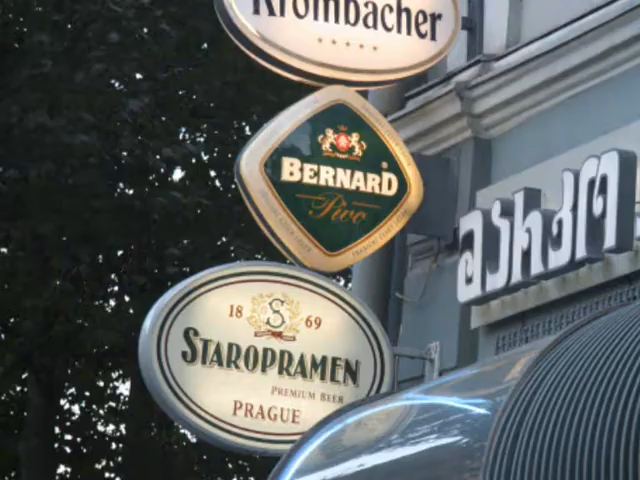 Krombacher
BERNARD
Pivo
18 S 69
STAROPRAMEN
PREMIUM BEER
PRAGUE